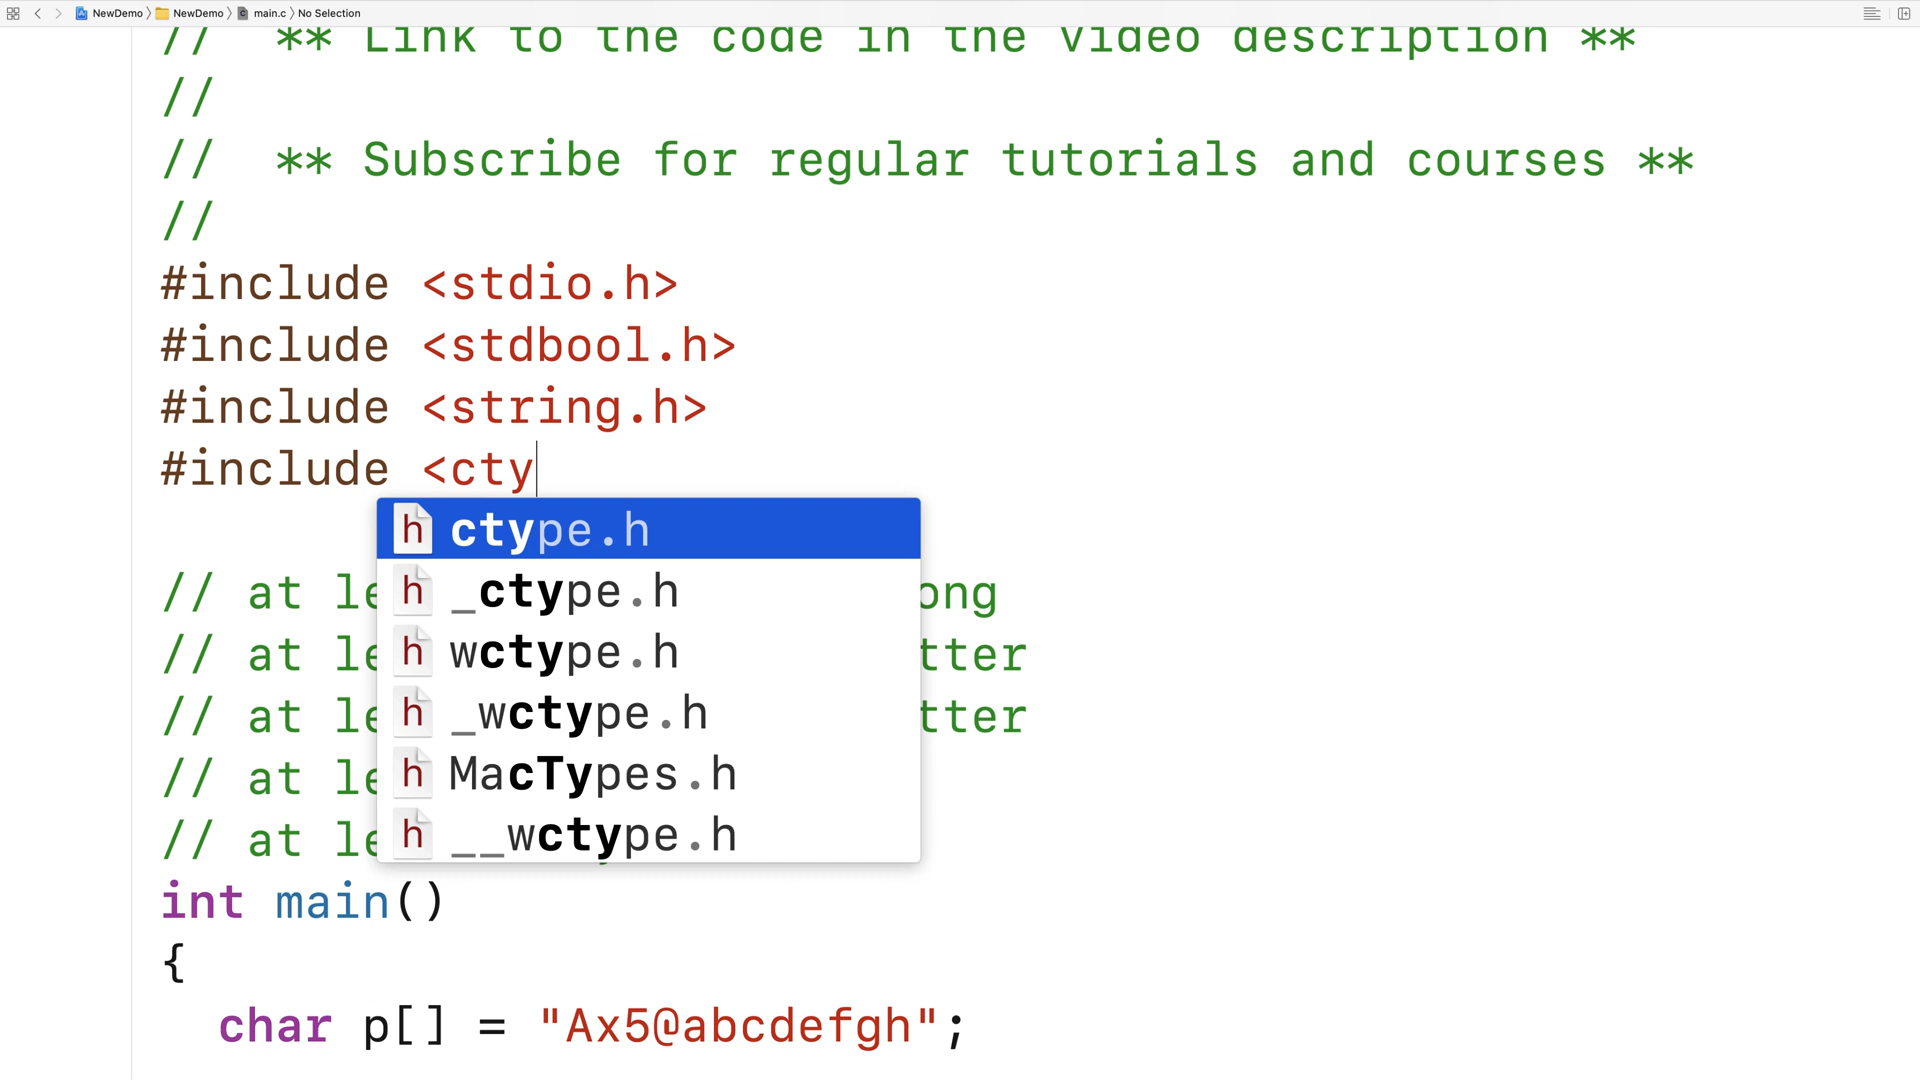 NewDemo NewDemo main.c No Selection
// ** Link to the code in the video description **
//
// ** Subscribe for regular tutorials and courses **
//
#include <stdio.h>
#include <stdbool.h>
#include <string.h>
#include <cty
ctype.h
_ctype.h
wctype.h
_wctype.h
MacTypes.h
__wctype.h
// at le
// at le tter
// at le tter
// at le
// at le
int main()
{
char p[] = "Ax5@abcdefgh";